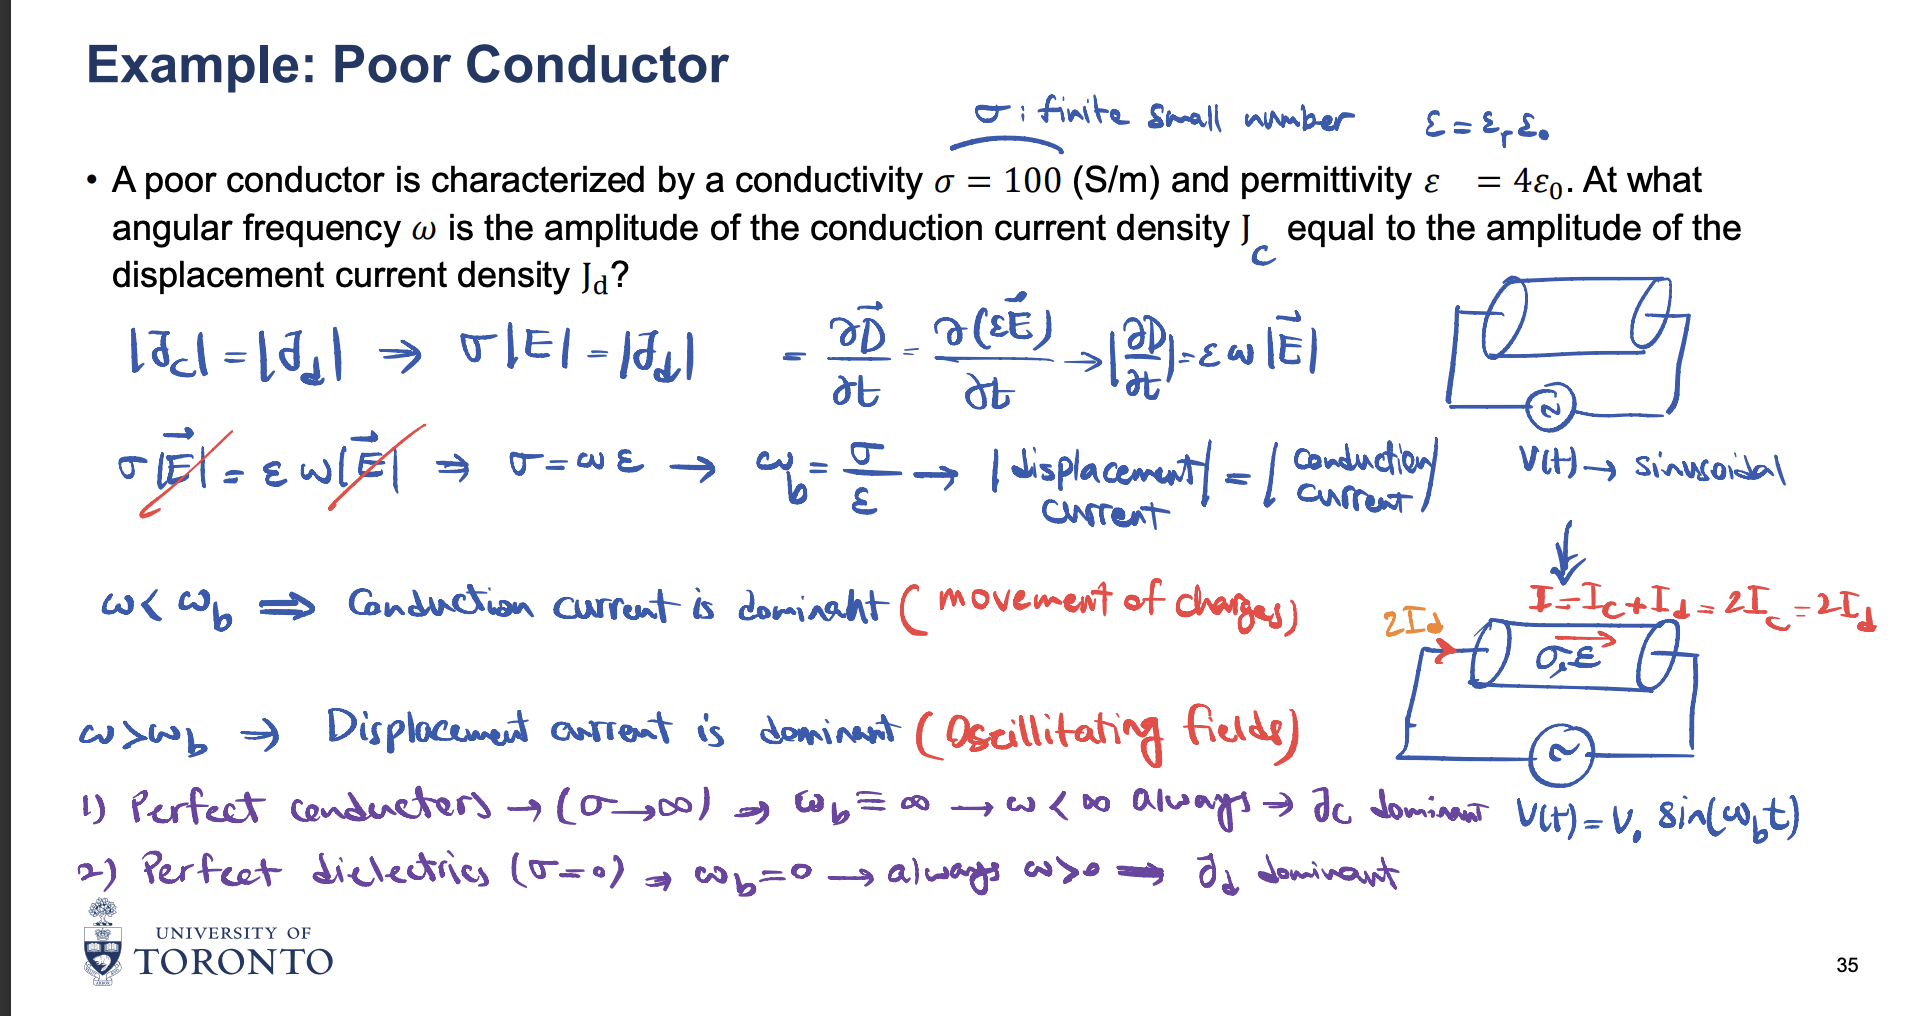 Example: Poor Conductor
σ: finite small number ε = εᵣ ε₀
• A poor conductor is characterized by a conductivity σ = 100 (S/m) and permittivity ε = 4ε₀. At what
angular frequency ω is the amplitude of the conduction current density J_c equal to the amplitude of the
displacement current density J_d?
|J_c| = |J_d| ⇒ σ|E| = |J_d| = ∂D⃗/∂t = ∂(εE⃗)/∂t → |∂D/∂t| = εω|E⃗|
σ|E⃗| = εω|E⃗| ⇒ σ = ωε → ω_b = σ/ε → |displacement current| = |conduction current|
V(t) → sinusoidal
ω < ω_b ⇒ Conduction current is dominant (movement of charges)
I = I_c + I_d = 2I_c = 2I_d
2I_d
σ, ε
ω > ω_b ⇒ Displacement current is dominant (Oscillitating fields)
1) Perfect conductors → (σ → ∞) ⇒ ω_b ≡ ∞ → ω < ∞ always → J_c dominant
V(t) = V₀ sin(ω_b t)
2) Perfect dielectrics (σ = 0) ⇒ ω_b = 0 → always ω > 0 ⇒ J_d dominant
UNIVERSITY OF
TORONTO
35